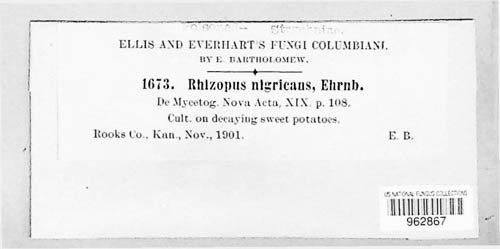 ELLIS AND EVERHART'S FUNGI COLUMBIANI.
BY E. BARTHOLOMEW.
1673. Rhizopus nigricans, Ehrnb.
De Mycetog. Nova Acta, XIX. p. 108.
Cult. on decaying sweet potatoes.
Rooks Co., Kan., Nov., 1901. E. B.
US NATIONAL FUNGUS COLLECTIONS
962867